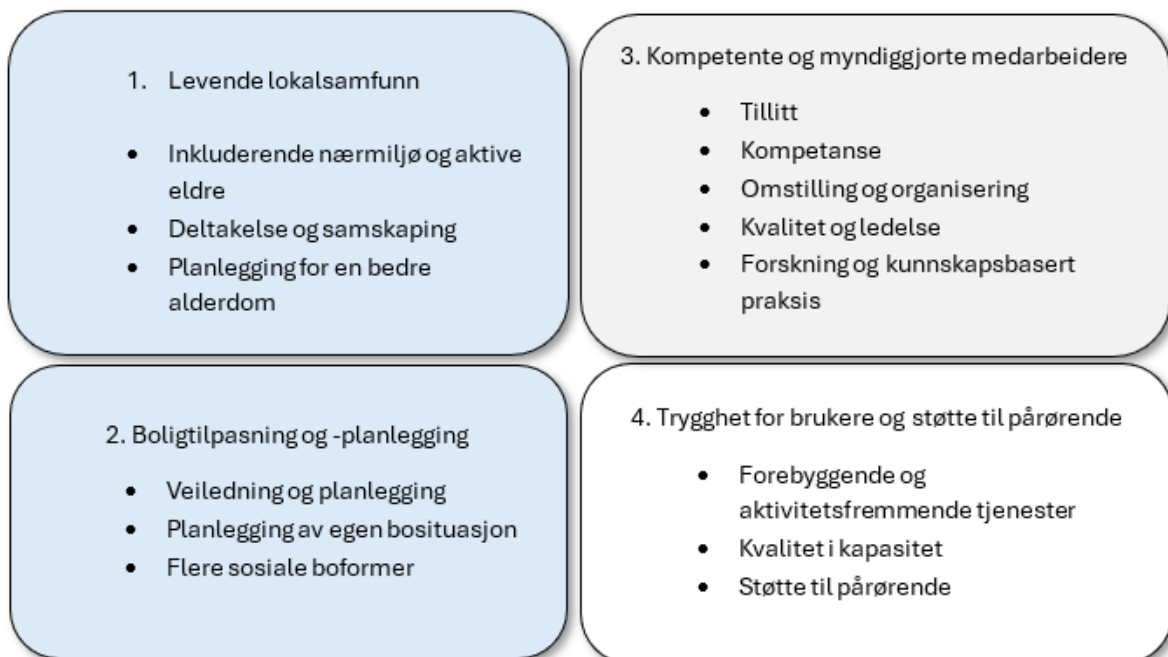 1. Levende lokalsamfunn
• Inkluderende nærmiljø og aktive
eldre
• Deltakelse og samskaping
• Planlegging for en bedre
alderdom
2. Boligtilpasning og -planlegging
• Veiledning og planlegging
• Planlegging av egen bosituasjon
• Flere sosiale boformer
3. Kompetente og myndiggjorte medarbeidere
• Tillitt
• Kompetanse
• Omstilling og organisering
• Kvalitet og ledelse
• Forskning og kunnskapsbasert
praksis
4. Trygghet for brukere og støtte til pårørende
• Forebyggende og
aktivitetsfremmende tjenester
• Kvalitet i kapasitet
• Støtte til pårørende